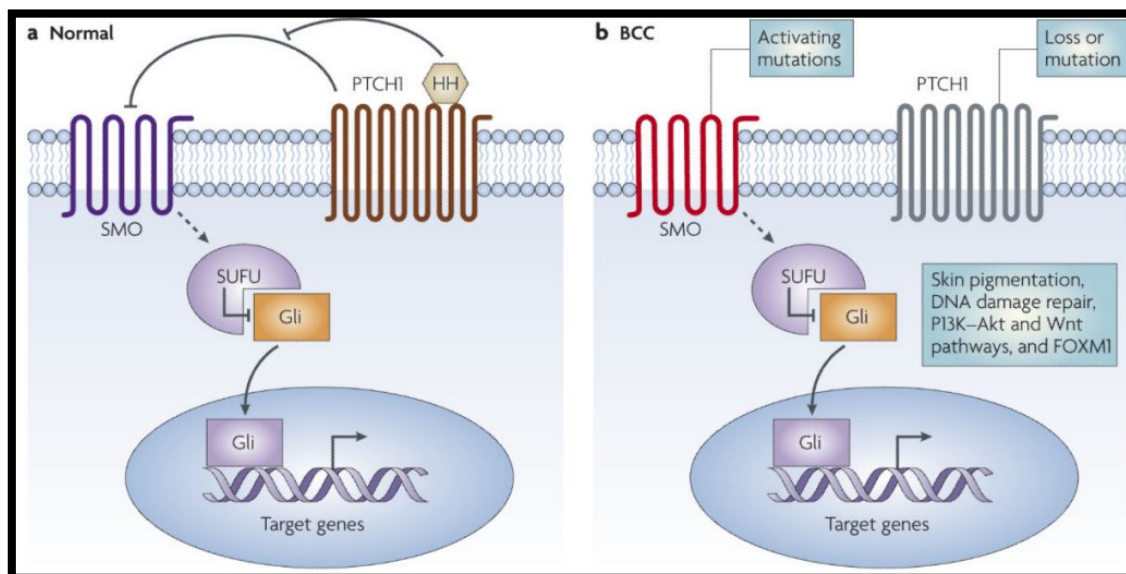 a Normal
HH
PTCH1
SMO
SUFU
Gli
Gli
Target genes
b BCC
Activating
mutations
Loss or
mutation
PTCH1
SMO
SUFU
Gli
Skin pigmentation,
DNA damage repair,
P13K–Akt and Wnt
pathways, and FOXM1
Gli
Target genes